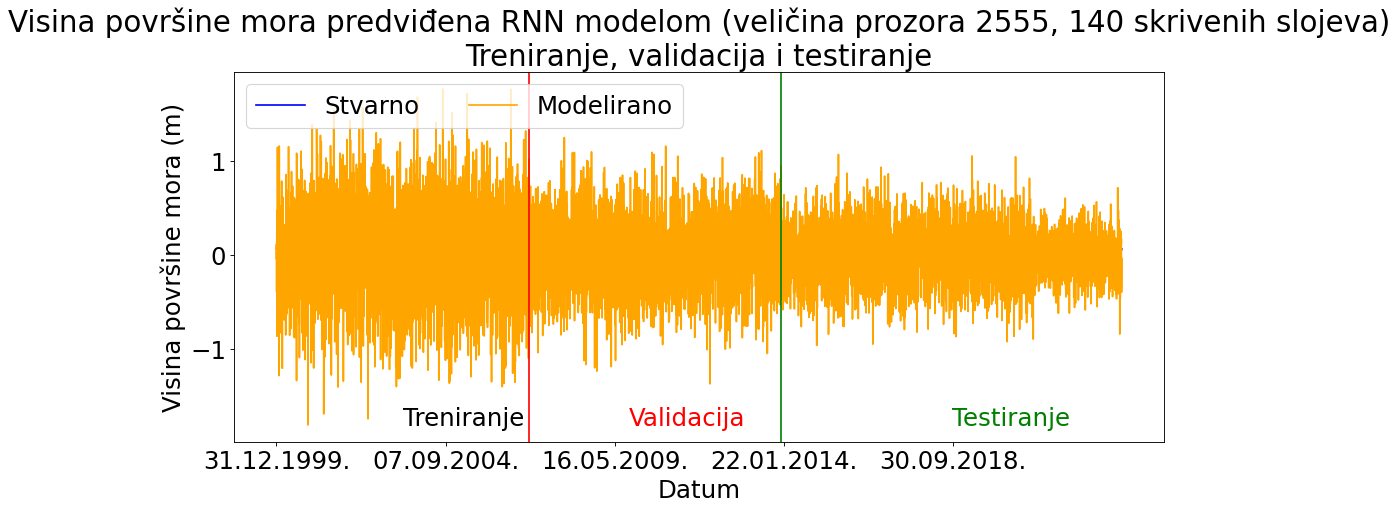 Visina površine mora predviđena RNN modelom (veličina prozora 2555, 140 skrivenih slojeva)
Treniranje, validacija i testiranje
Stvarno
Modelirano
Visina površine mora (m)
1
0
−1
Treniranje
Validacija
Testiranje
31.12.1999.
07.09.2004.
16.05.2009.
22.01.2014.
30.09.2018.
Datum